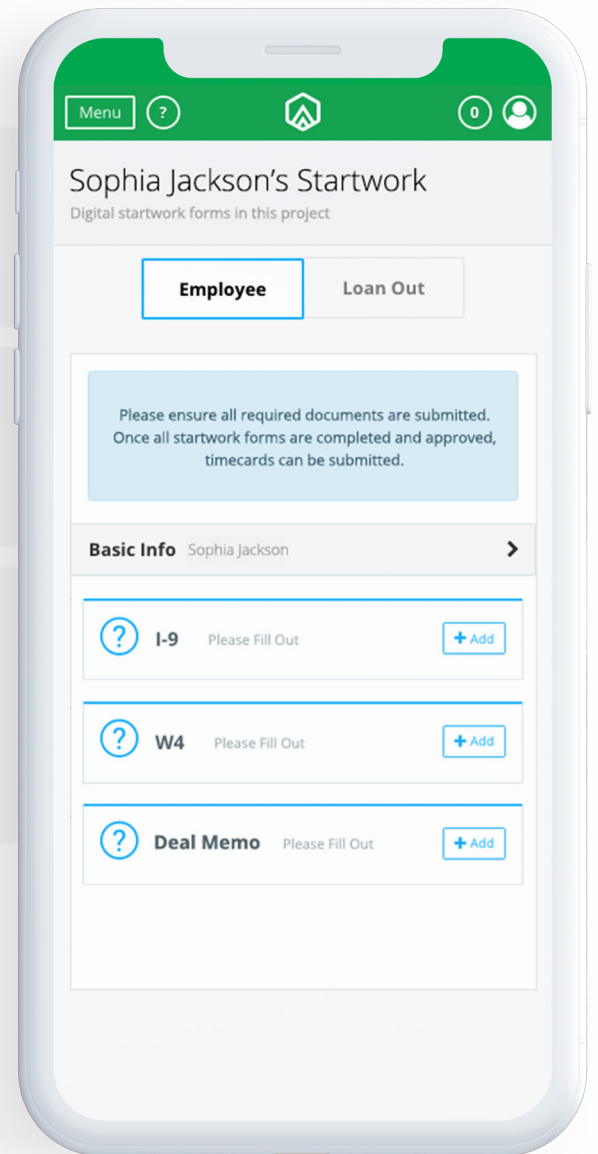 Menu ? 0
Sophia Jackson's Startwork
Digital startwork forms in this project
Employee Loan Out
Please ensure all required documents are submitted.
Once all startwork forms are completed and approved,
timecards can be submitted.
Basic Info Sophia Jackson
? I-9 Please Fill Out + Add
? W4 Please Fill Out + Add
? Deal Memo Please Fill Out + Add